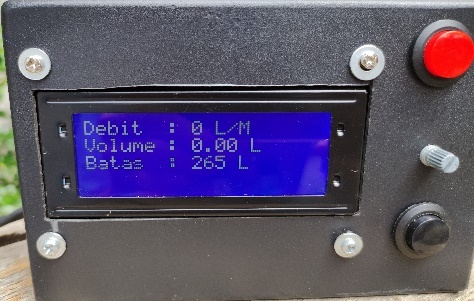 Debit : 0 L/M
Volume : 0.00 L
Batas : 265 L